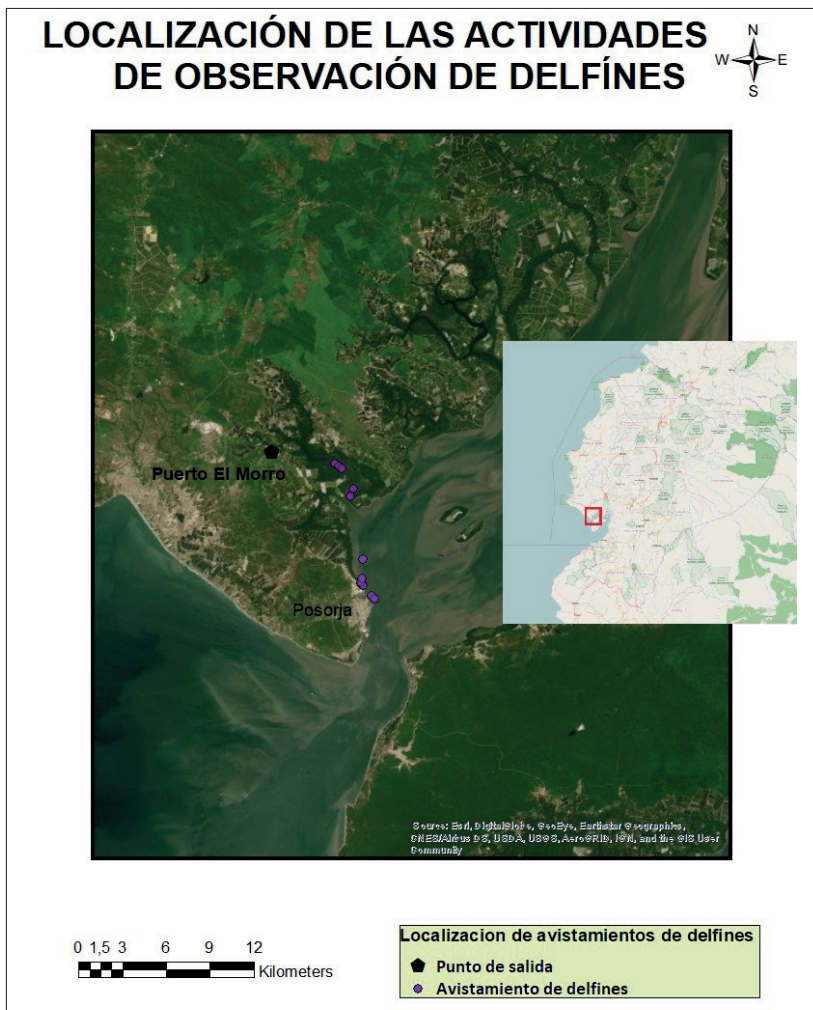 LOCALIZACIÓN DE LAS ACTIVIDADES
DE OBSERVACIÓN DE DELFÍNES
N
W E
S
Puerto El Morro
Posorja
Source: Esri, DigitalGlobe, GeoEye, Earthstar Geographics,
CNES/Airbus DS, USDA, USGS, AeroGRID, IGN, and the GIS User
Community
0 1,5 3 6 9 12
Kilometers
Localizacion de avistamientos de delfines
Punto de salida
Avistamiento de delfines